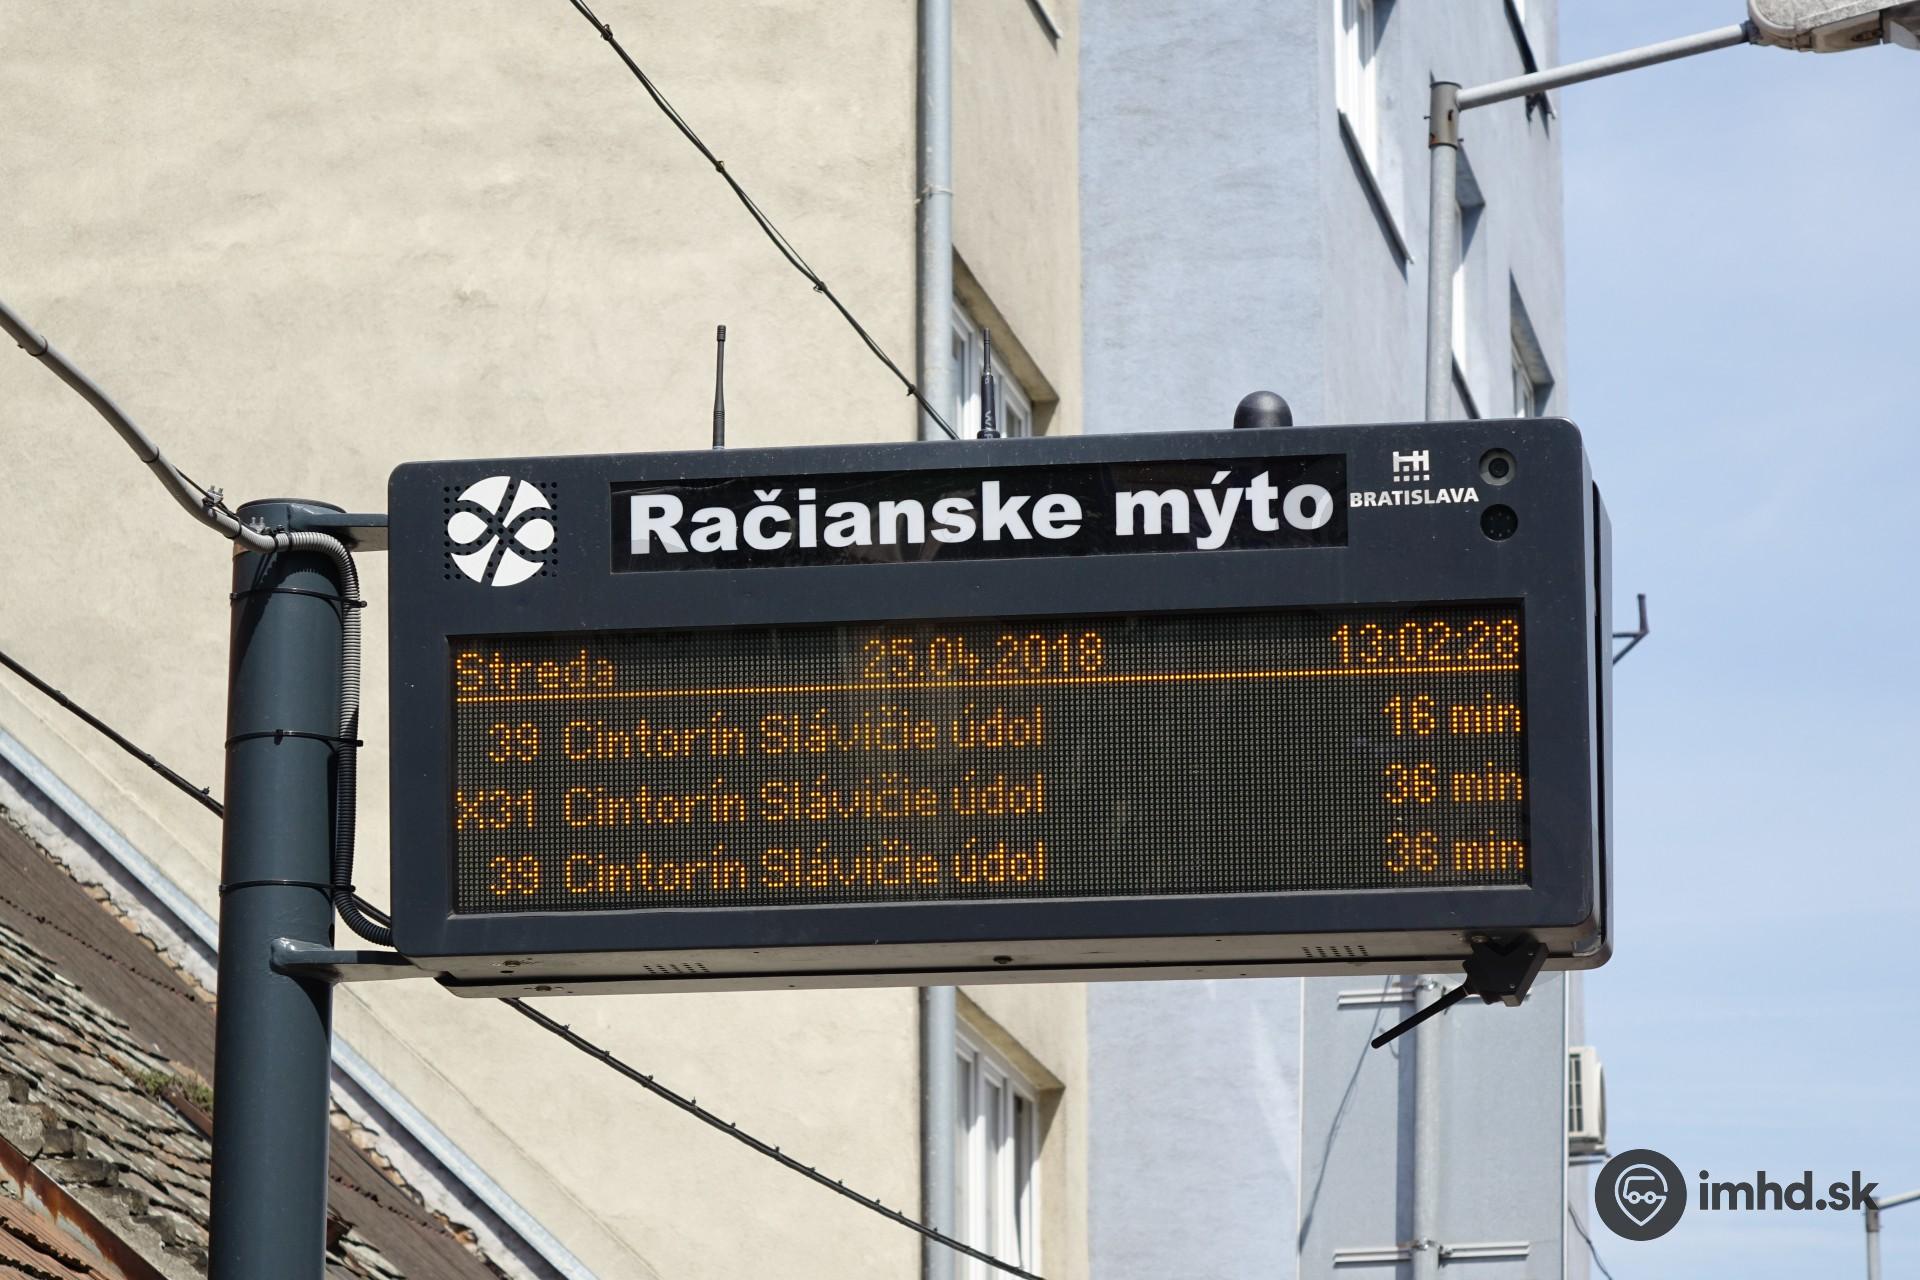 Račianske mýto
BRATISLAVA
Streda 25.04.2018 13:02:28
39 Cintorín Slávičie údol 16 min
X31 Cintorín Slávičie údol 36 min
39 Cintorín Slávičie údol 36 min
imhd.sk